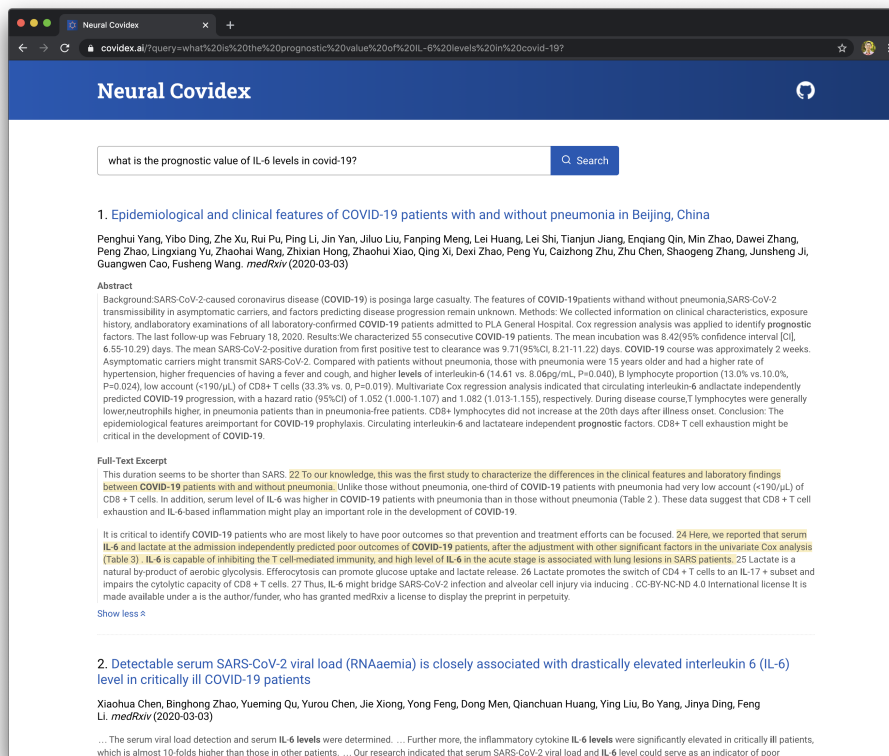 Neural Covidex
covidex.ai/?query=what%20is%20the%20prognostic%20value%20of%20IL-6%20levels%20in%20covid-19?
Neural Covidex
what is the prognostic value of IL-6 levels in covid-19?
Search
1. Epidemiological and clinical features of COVID-19 patients with and without pneumonia in Beijing, China
Penghui Yang, Yibo Ding, Zhe Xu, Rui Pu, Ping Li, Jin Yan, Jiluo Liu, Fanping Meng, Lei Huang, Lei Shi, Tianjun Jiang, Enqiang Qin, Min Zhao, Dawei Zhang,
Peng Zhao, Lingxiang Yu, Zhaohai Wang, Zhixian Hong, Zhaohui Xiao, Qing Xi, Dexi Zhao, Peng Yu, Caizhong Zhu, Zhu Chen, Shaogeng Zhang, Junsheng Ji,
Guangwen Cao, Fusheng Wang. medRxiv (2020-03-03)
Abstract
Background:SARS-CoV-2-caused coronavirus disease (COVID-19) is posinga large casualty. The features of COVID-19patients withand without pneumonia,SARS-CoV-2
transmissibility in asymptomatic carriers, and factors predicting disease progression remain unknown. Methods: We collected information on clinical characteristics, exposure
history, andlaboratory examinations of all laboratory-confirmed COVID-19 patients admitted to PLA General Hospital. Cox regression analysis was applied to identify prognostic
factors. The last follow-up was February 18, 2020. Results:We characterized 55 consecutive COVID-19 patients. The mean incubation was 8.42(95% confidence interval [CI],
6.55-10.29) days. The mean SARS-CoV-2-positive duration from first positive test to clearance was 9.71(95%CI, 8.21-11.22) days. COVID-19 course was approximately 2 weeks.
Asymptomatic carriers might transmit SARS-CoV-2. Compared with patients without pneumonia, those with pneumonia were 15 years older and had a higher rate of
hypertension, higher frequencies of having a fever and cough, and higher levels of interleukin-6 (14.61 vs. 8.06pg/mL, P=0.040), B lymphocyte proportion (13.0% vs.10.0%,
P=0.024), low account (<190/μL) of CD8+ T cells (33.3% vs. 0, P=0.019). Multivariate Cox regression analysis indicated that circulating interleukin-6 andlactate independently
predicted COVID-19 progression, with a hazard ratio (95%CI) of 1.052 (1.000-1.107) and 1.082 (1.013-1.155), respectively. During disease course,T lymphocytes were generally
lower,neutrophils higher, in pneumonia patients than in pneumonia-free patients. CD8+ lymphocytes did not increase at the 20th days after illness onset. Conclusion: The
epidemiological features areimportant for COVID-19 prophylaxis. Circulating interleukin-6 and lactateare independent prognostic factors. CD8+ T cell exhaustion might be
critical in the development of COVID-19.
Full-Text Excerpt
This duration seems to be shorter than SARS. 22 To our knowledge, this was the first study to characterize the differences in the clinical features and laboratory findings
between COVID-19 patients with and without pneumonia. Unlike those without pneumonia, one-third of COVID-19 patients with pneumonia had very low account (<190/μL) of
CD8 + T cells. In addition, serum level of IL-6 was higher in COVID-19 patients with pneumonia than in those without pneumonia (Table 2 ). These data suggest that CD8 + T cell
exhaustion and IL-6-based inflammation might play an important role in the development of COVID-19.
It is critical to identify COVID-19 patients who are most likely to have poor outcomes so that prevention and treatment efforts can be focused. 24 Here, we reported that serum
IL-6 and lactate at the admission independently predicted poor outcomes of COVID-19 patients, after the adjustment with other significant factors in the univariate Cox analysis
(Table 3) . IL-6 is capable of inhibiting the T cell-mediated immunity, and high level of IL-6 in the acute stage is associated with lung lesions in SARS patients. 25 Lactate is a
natural by-product of aerobic glycolysis. Efferocytosis can promote glucose uptake and lactate release. 26 Lactate promotes the switch of CD4 + T cells to an IL-17 + subset and
impairs the cytolytic capacity of CD8 + T cells. 27 Thus, IL-6 might bridge SARS-CoV-2 infection and alveolar cell injury via inducing . CC-BY-NC-ND 4.0 International license It is
made available under a is the author/funder, who has granted medRxiv a license to display the preprint in perpetuity.
Show less
2. Detectable serum SARS-CoV-2 viral load (RNAaemia) is closely associated with drastically elevated interleukin 6 (IL-6)
level in critically ill COVID-19 patients
Xiaohua Chen, Binghong Zhao, Yueming Qu, Yurou Chen, Jie Xiong, Yong Feng, Dong Men, Qianchuan Huang, Ying Liu, Bo Yang, Jinya Ding, Feng
Li. medRxiv (2020-03-03)
... The serum viral load detection and serum IL-6 levels were determined. ... Further more, the inflammatory cytokine IL-6 levels were significantly elevated in critically ill patients,
which is almost 10-folds higher than those in other patients. ... Our research indicated that serum SARS-CoV-2 viral load and IL-6 level could serve as an indicator of poor